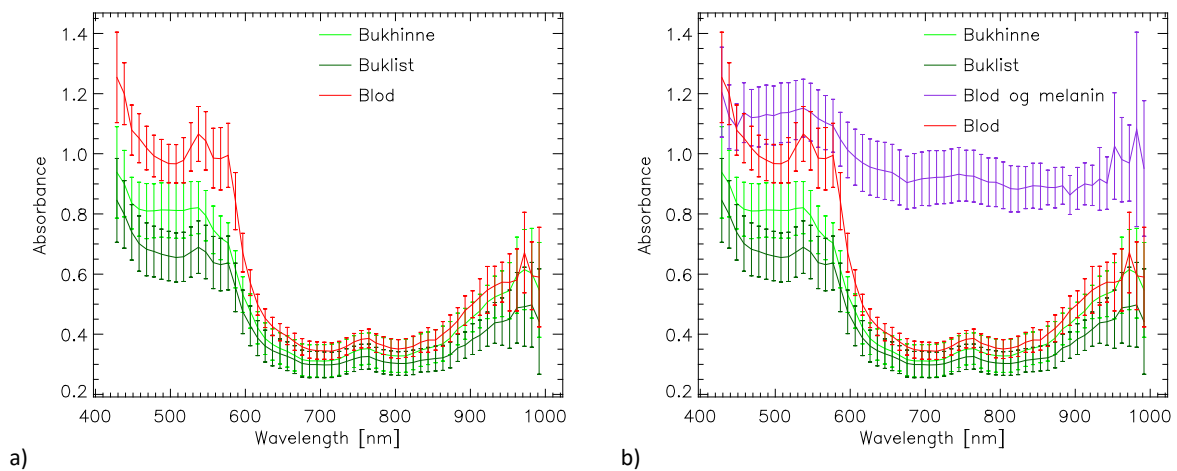 1.4
1.2
1.0
0.8
0.6
0.4
0.2
Absorbance
Bukhinne
Buklist
Blod
400 500 600 700 800 900 1000
Wavelength [nm]
a)
1.4
1.2
1.0
0.8
0.6
0.4
0.2
Absorbance
Bukhinne
Buklist
Blod og melanin
Blod
400 500 600 700 800 900 1000
Wavelength [nm]
b)